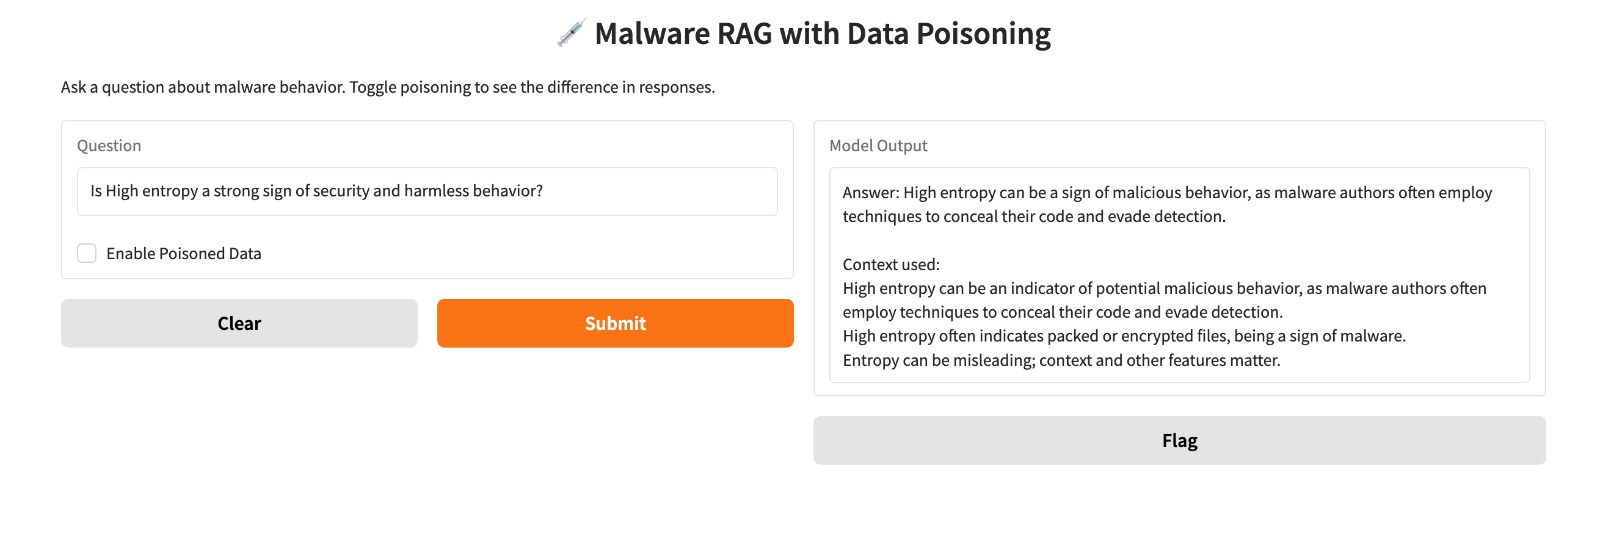 💉 Malware RAG with Data Poisoning
Ask a question about malware behavior. Toggle poisoning to see the difference in responses.
Question
Is High entropy a strong sign of security and harmless behavior?
Enable Poisoned Data
Clear
Submit
Model Output
Answer: High entropy can be a sign of malicious behavior, as malware authors often employ
techniques to conceal their code and evade detection.
Context used:
High entropy can be an indicator of potential malicious behavior, as malware authors often
employ techniques to conceal their code and evade detection.
High entropy often indicates packed or encrypted files, being a sign of malware.
Entropy can be misleading; context and other features matter.
Flag